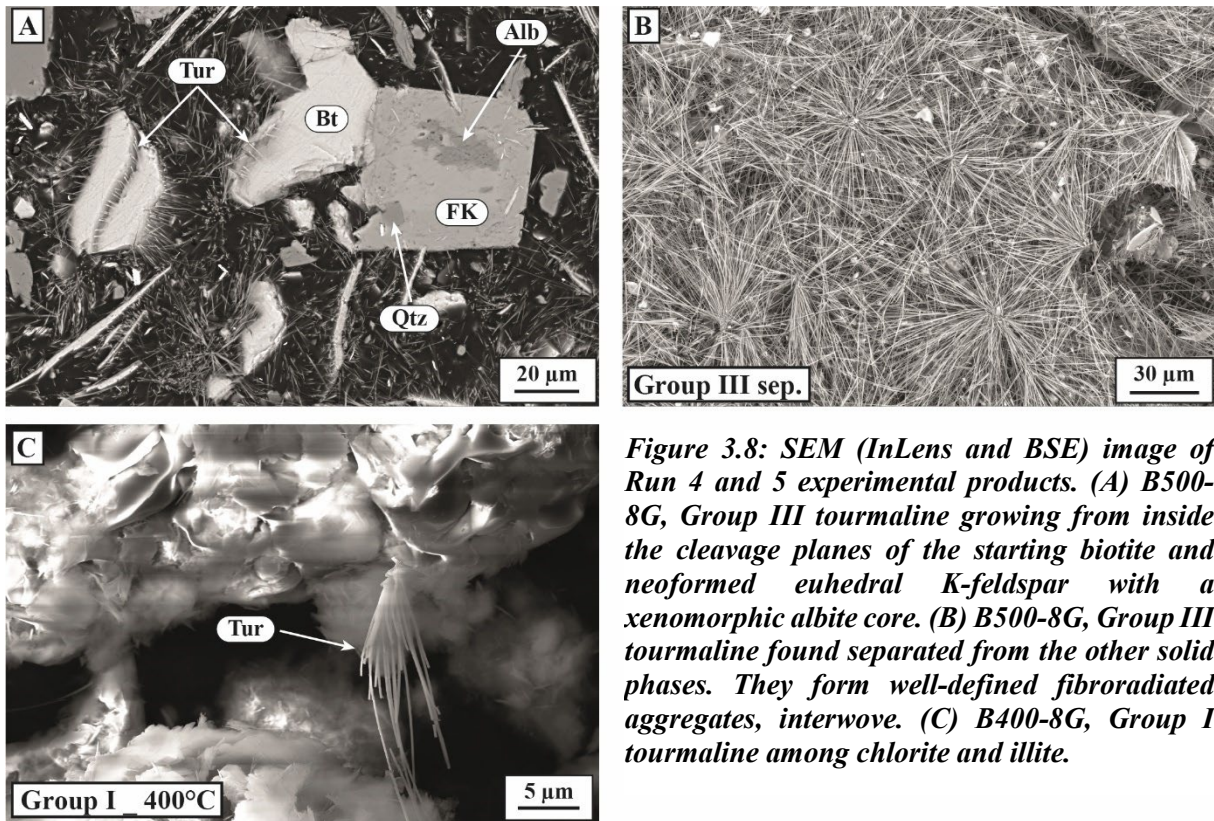 A
Alb
Tur
Bt
FK
Qtz
20 µm
B
Group III sep.
30 µm
C
Tur
Group I _ 400°C
5 µm
Figure 3.8: SEM (InLens and BSE) image of
Run 4 and 5 experimental products. (A) B500-
8G, Group III tourmaline growing from inside
the cleavage planes of the starting biotite and
neoformed euhedral K-feldspar with a
xenomorphic albite core. (B) B500-8G, Group III
tourmaline found separated from the other solid
phases. They form well-defined fibroradiated
aggregates, interwove. (C) B400-8G, Group I
tourmaline among chlorite and illite.